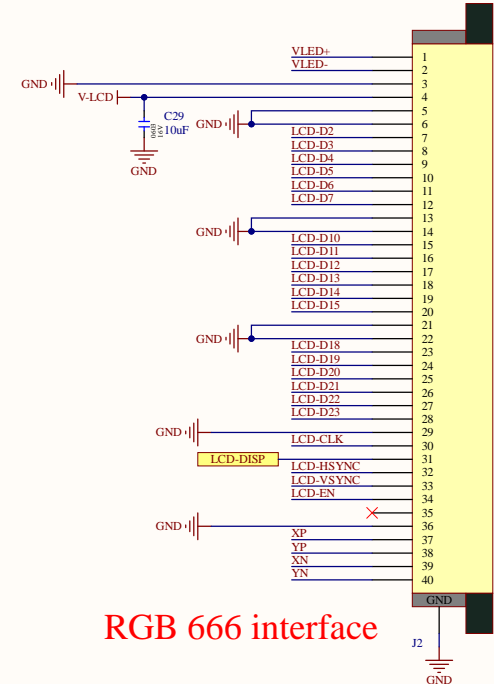 VLED+ 1
VLED- 2
GND 3
V-LCD 4
C29 5
GND 6
10uF
0603
16V
LCD-D2 7
LCD-D3 8
LCD-D4 9
GND
LCD-D5 10
LCD-D6 11
LCD-D7 12
13
GND 14
LCD-D10 15
LCD-D11 16
LCD-D12 17
LCD-D13 18
LCD-D14 19
LCD-D15 20
21
GND 22
LCD-D18 23
LCD-D19 24
LCD-D20 25
LCD-D21 26
LCD-D22 27
LCD-D23 28
GND 29
LCD-CLK 30
LCD-DISP 31
LCD-HSYNC 32
LCD-VSYNC 33
LCD-EN 34
35
GND 36
XP 37
YP 38
XN 39
YN 40
GND
RGB 666 interface
J2
GND